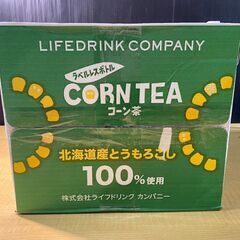 LIFEDRINK COMPANY
ラベルレスボトル
CORN TEA
コーン茶
北海道産とうもろこし
100%使用
株式会社ライフドリンク カンパニー